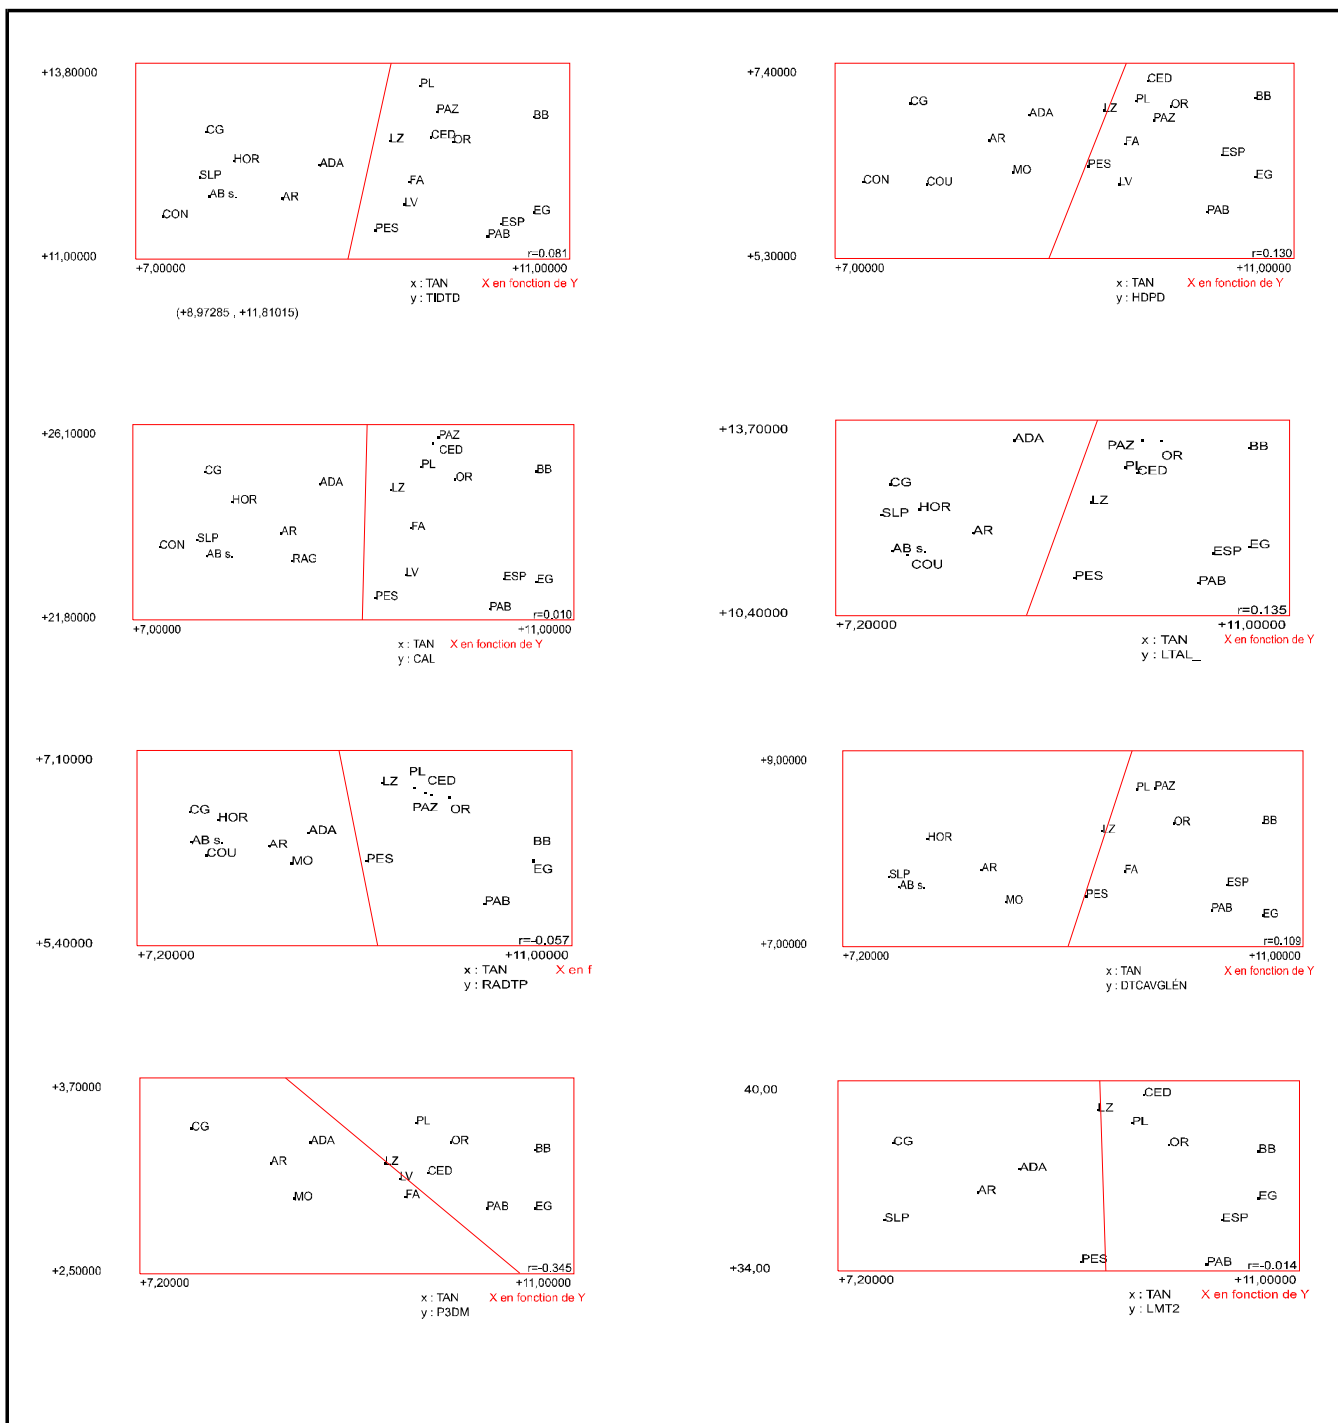 +13,80000
PL
PAZ
BB
CG
LZ
CED
OR
HOR
ADA
SLP
FA
AB s.
AR
LV
CON
EG
ESP
PES
PAB
r=0.081
+11,00000
+7,00000
+11,00000
x : TAN X en fonction de Y
y : TIDTD
(+8,97285 , +11,81015)
+7,40000
CED
CG
PL
BB
LZ
OR
ADA
PAZ
AR
FA
ESP
PES
MO
EG
CON
COU
LV
PAB
r=0.130
+5,30000
+7,00000
+11,00000
x : TAN X en fonction de Y
y : HDPD
+26,10000
PAZ
CED
PL
CG
BB
OR
ADA
LZ
HOR
FA
AR
SLP
CON
AB s.
RAG
LV
ESP
EG
PES
PAB
r=0.010
+21,80000
+7,00000
+11,00000
x : TAN X en fonction de Y
y : CAL
+13,70000
ADA
PAZ
BB
OR
PL
CED
CG
LZ
HOR
SLP
AR
AB s.
EG
ESP
COU
PES
PAB
r=0.135
+10,40000
+7,20000
+11,00000
x : TAN X en fonction de Y
y : LTAL_
+7,10000
PL
LZ
CED
PAZ
OR
CG
HOR
ADA
AB s.
AR
BB
COU
MO
PES
EG
PAB
r=-0.057
+5,40000
+7,20000
+11,00000
x : TAN X en f
y : RADTP
+9,00000
PL
PAZ
OR
BB
LZ
HOR
AR
FA
SLP
AB s.
ESP
PES
MO
PAB
EG
r=0.109
+7,00000
+7,20000
+11,00000
x : TAN X en fonction de Y
y : DTCAVGLÉN
+3,70000
PL
CG
ADA
OR
BB
AR
LZ
CED
LV
MO
FA
PAB
EG
r=-0.345
+2,50000
+7,20000
+11,00000
x : TAN X en fonction de Y
y : P3DM
40,00
CED
LZ
PL
CG
OR
BB
ADA
AR
EG
SLP
ESP
PES
PAB
r=-0.014
+34,00
+7,20000
+11,00000
x : TAN X en fonction de Y
y : LMT2